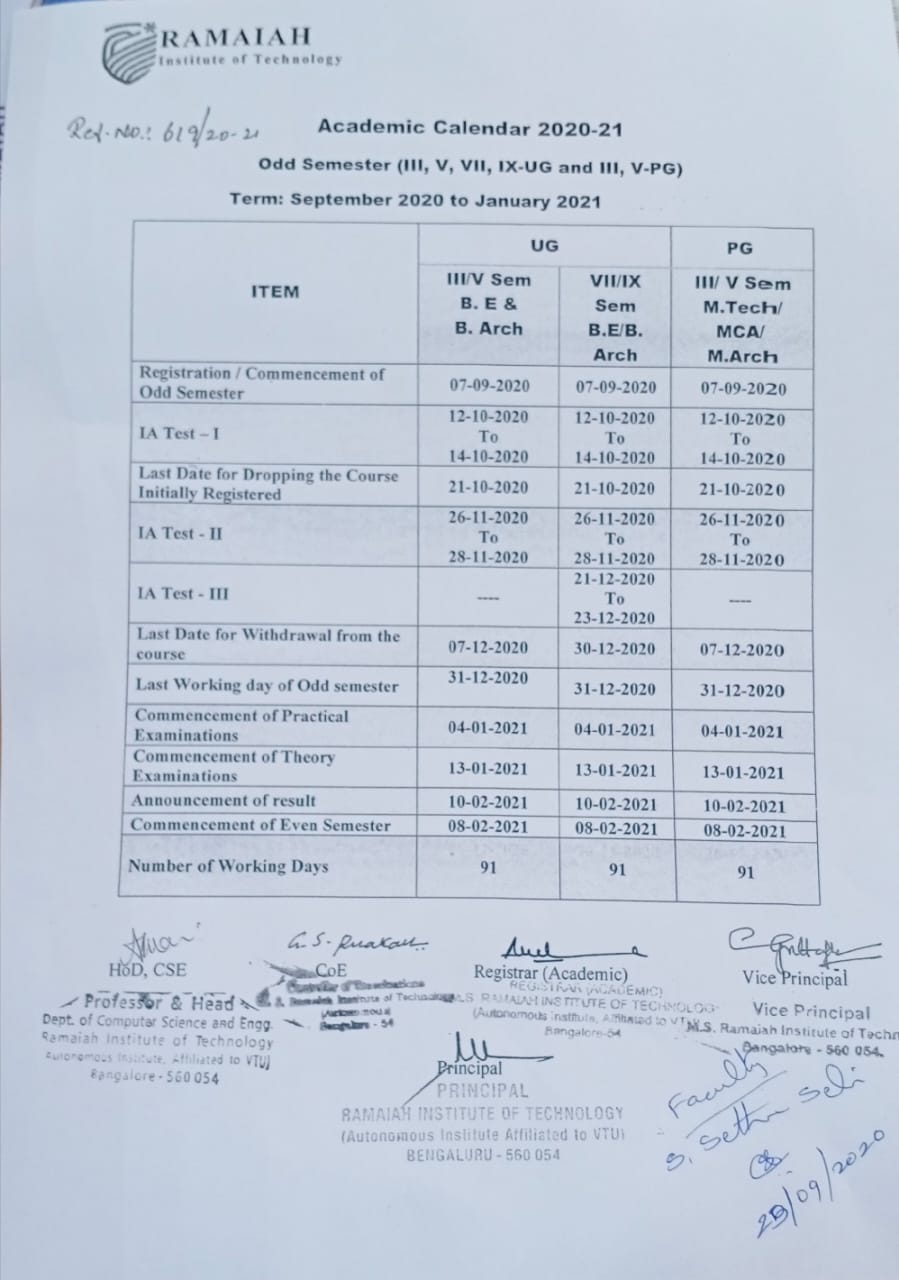 RAMAIAH
Institute of Technology
Ref. No.: 619/20-21
Academic Calendar 2020-21
Odd Semester (III, V, VII, IX-UG and III, V-PG)
Term: September 2020 to January 2021
ITEM UG PG
III/V Sem B. E & B. Arch VII/IX Sem B.E/B. Arch III/ V Sem M.Tech/ MCA/ M.Arch
Registration / Commencement of Odd Semester 07-09-2020 07-09-2020 07-09-2020
IA Test – I 12-10-2020 To 14-10-2020 12-10-2020 To 14-10-2020 12-10-2020 To 14-10-2020
Last Date for Dropping the Course Initially Registered 21-10-2020 21-10-2020 21-10-2020
IA Test - II 26-11-2020 To 28-11-2020 26-11-2020 To 28-11-2020 26-11-2020 To 28-11-2020
IA Test - III ---- 21-12-2020 To 23-12-2020 ----
Last Date for Withdrawal from the course 07-12-2020 30-12-2020 07-12-2020
Last Working day of Odd semester 31-12-2020 31-12-2020 31-12-2020
Commencement of Practical Examinations 04-01-2021 04-01-2021 04-01-2021
Commencement of Theory Examinations 13-01-2021 13-01-2021 13-01-2021
Announcement of result 10-02-2021 10-02-2021 10-02-2021
Commencement of Even Semester 08-02-2021 08-02-2021 08-02-2021
Number of Working Days 91 91 91
HoD, CSE
Professor & Head
Dept. of Computer Science and Engg.
Ramaiah Institute of Technology
Autonomous Institute, Affiliated to VTU)
Bangalore - 560 054
CoE
Controller of Examinations
Ramaiah Institute of Technology
(Autonomous)
Bangalore - 54
Registrar (Academic)
REGISTRAR (ACADEMIC)
RAMAIAH INSTITUTE OF TECHNOLOGY
(Autonomous Institute, Affiliated to VTU)
Bangalore-54
Vice Principal
Vice Principal
M.S. Ramaiah Institute of Techn
Bangalore - 560 054.
Principal
PRINCIPAL
RAMAIAH INSTITUTE OF TECHNOLOGY
(Autonomous Institute Affiliated to VTU)
BENGALURU - 560 054
Faculty
S. Sethu Selvi
/09/2020